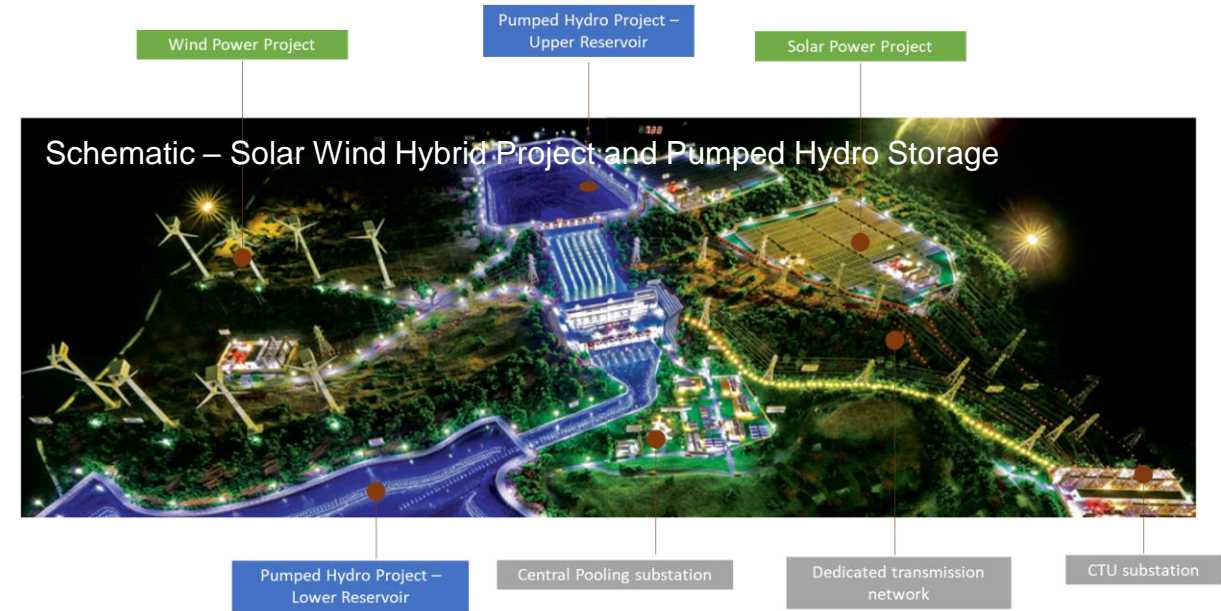 Pumped Hydro Project –
Upper Reservoir
Wind Power Project
Solar Power Project
Schematic – Solar Wind Hybrid Project and Pumped Hydro Storage
Pumped Hydro Project –
Lower Reservoir
Central Pooling substation
Dedicated transmission
network
CTU substation